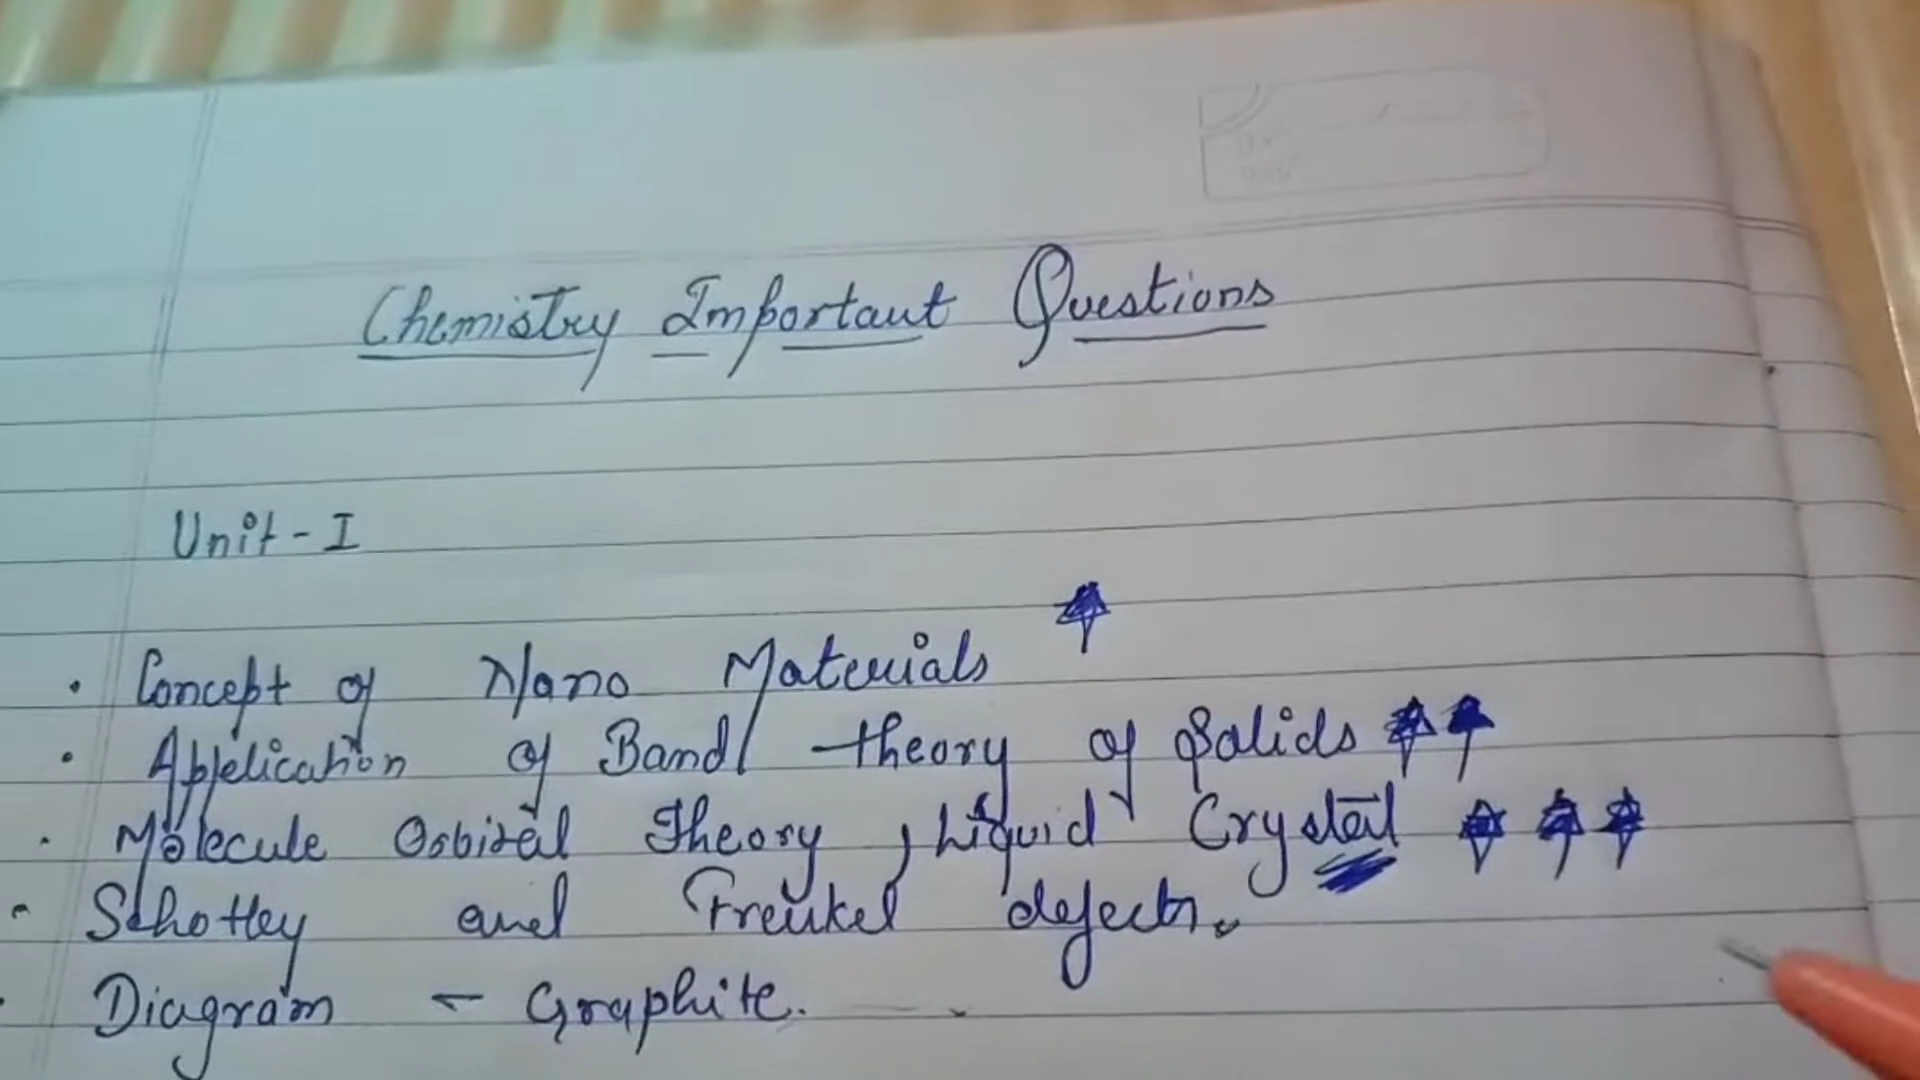 Chemistry Important Questions
Unit - I
• Concept of Nano Materials
• Application of Band theory of Solids
• Molecule Orbital Theory, Liquid Crystal
• Schottey and Frenkel defects.
• Diagram - Graphite.